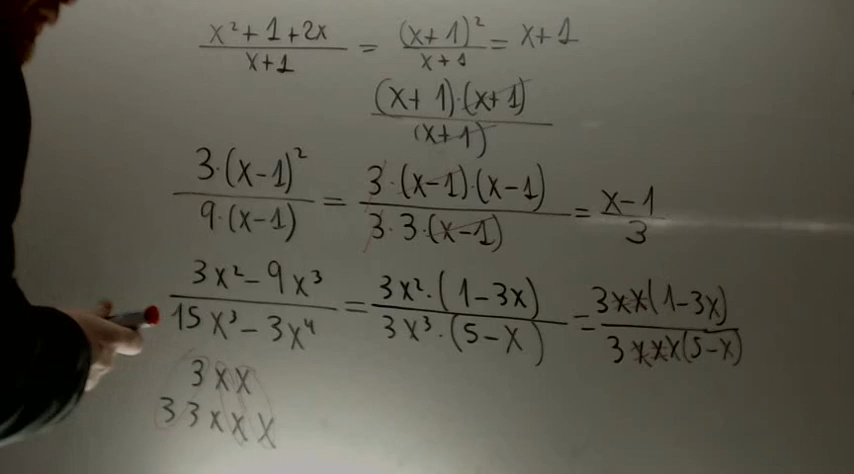 x² + 1 + 2x / x + 1 = (x + 1)² / x + 1 = x + 1
(x + 1)·(x + 1) / (x + 1)
3·(x − 1)² / 9·(x − 1) = 3·(x − 1)·(x − 1) / 3·3·(x − 1) = x − 1 / 3
3x² − 9x³ / 15x³ − 3x⁴ = 3x²·(1 − 3x) / 3x³·(5 − x) = 3xx(1 − 3x) / 3xxx(5 − x)
3xx
33xxx